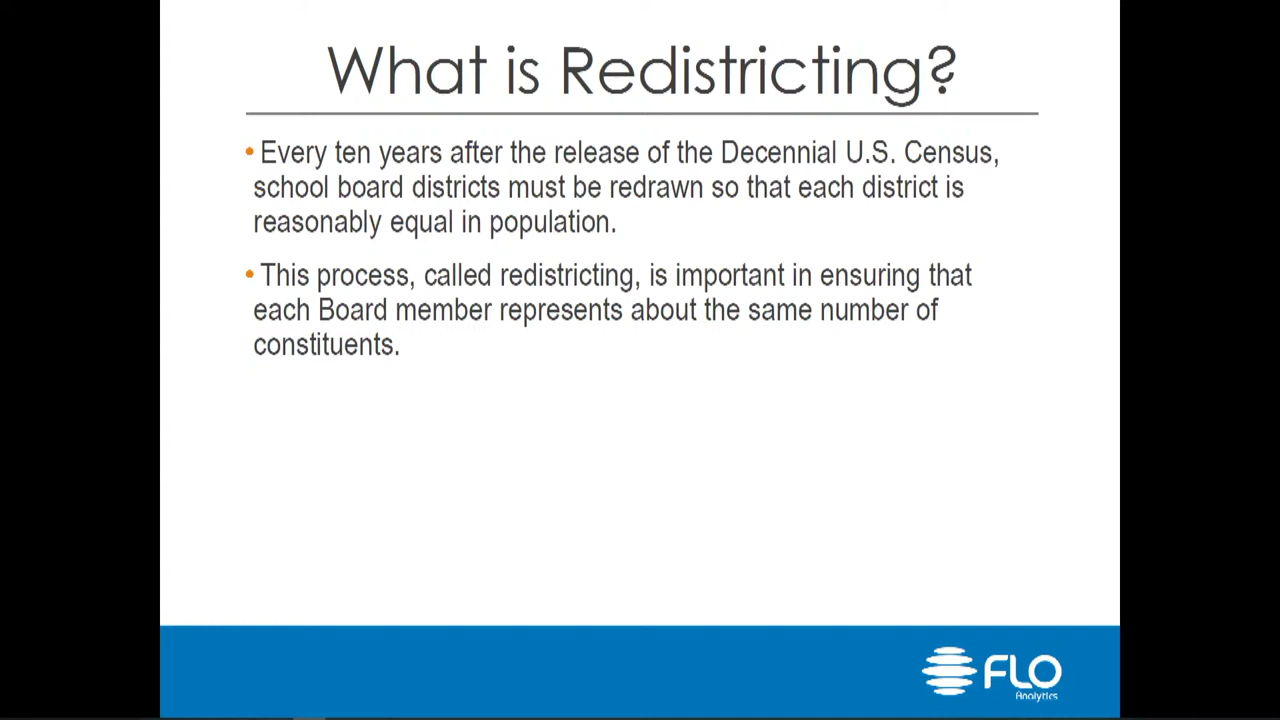 What is Redistricting?
• Every ten years after the release of the Decennial U.S. Census,
school board districts must be redrawn so that each district is
reasonably equal in population.
• This process, called redistricting, is important in ensuring that
each Board member represents about the same number of
constituents.
FLO
Analytics